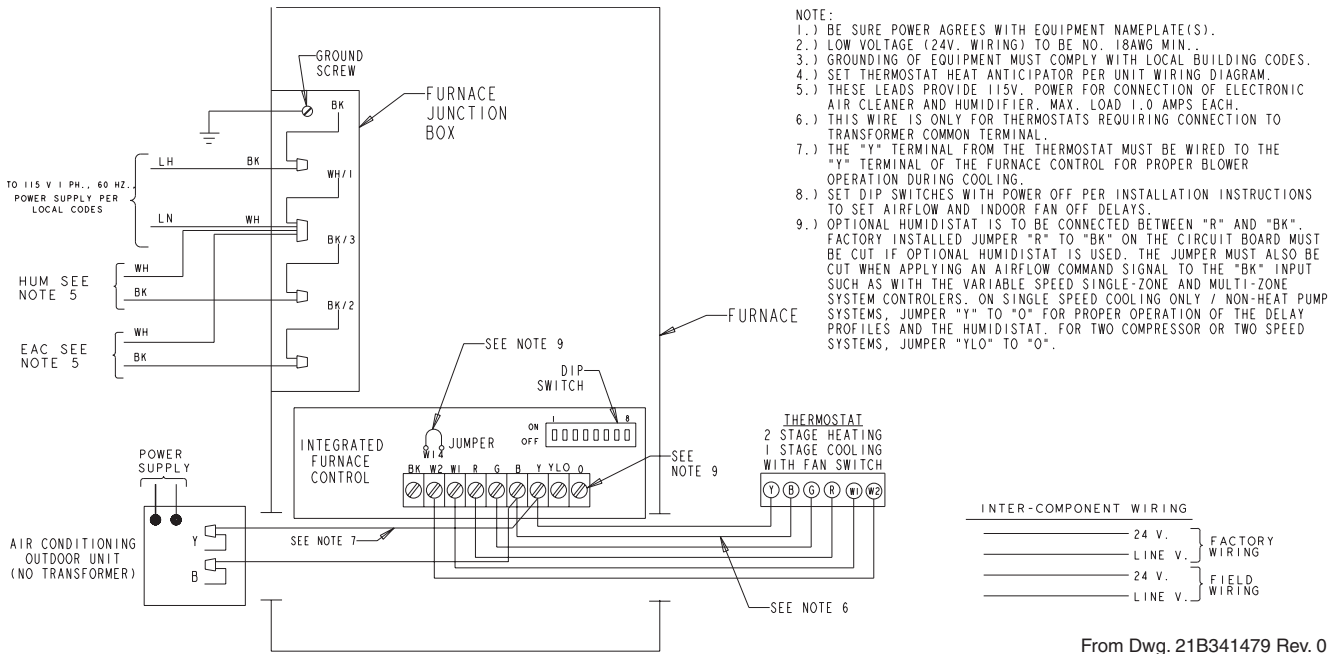 NOTE:
1.) BE SURE POWER AGREES WITH EQUIPMENT NAMEPLATE(S).
2.) LOW VOLTAGE (24V. WIRING) TO BE NO. 18AWG MIN..
3.) GROUNDING OF EQUIPMENT MUST COMPLY WITH LOCAL BUILDING CODES.
4.) SET THERMOSTAT HEAT ANTICIPATOR PER UNIT WIRING DIAGRAM.
5.) THESE LEADS PROVIDE 115V. POWER FOR CONNECTION OF ELECTRONIC
AIR CLEANER AND HUMIDIFIER. MAX. LOAD 1.0 AMPS EACH.
6.) THIS WIRE IS ONLY FOR THERMOSTATS REQUIRING CONNECTION TO
TRANSFORMER COMMON TERMINAL.
7.) THE "Y" TERMINAL FROM THE THERMOSTAT MUST BE WIRED TO THE
"Y" TERMINAL OF THE FURNACE CONTROL FOR PROPER BLOWER
OPERATION DURING COOLING.
8.) SET DIP SWITCHES WITH POWER OFF PER INSTALLATION INSTRUCTIONS
TO SET AIRFLOW AND INDOOR FAN OFF DELAYS.
9.) OPTIONAL HUMIDISTAT IS TO BE CONNECTED BETWEEN "R" AND "BK".
FACTORY INSTALLED JUMPER "R" TO "BK" ON THE CIRCUIT BOARD MUST
BE CUT IF OPTIONAL HUMIDISTAT IS USED. THE JUMPER MUST ALSO BE
CUT WHEN APPLYING AN AIRFLOW COMMAND SIGNAL TO THE "BK" INPUT
SUCH AS WITH THE VARIABLE SPEED SINGLE-ZONE AND MULTI-ZONE
SYSTEM CONTROLERS. ON SINGLE SPEED COOLING ONLY / NON-HEAT PUMP
SYSTEMS, JUMPER "Y" TO "O" FOR PROPER OPERATION OF THE DELAY
PROFILES AND THE HUMIDISTAT. FOR TWO COMPRESSOR OR TWO SPEED
SYSTEMS, JUMPER "YLO" TO "O".
GROUND
SCREW
FURNACE
JUNCTION
BOX
BK
LH BK
WH/1
TO 115 V 1 PH., 60 HZ.,
POWER SUPPLY PER
LOCAL CODES
LN WH
BK/3
HUM SEE
NOTE 5
WH
BK
BK/2
EAC SEE
NOTE 5
WH
BK
FURNACE
SEE NOTE 9
DIP
SWITCH
INTEGRATED
FURNACE
CONTROL
JUMPER
W14
ON
OFF
1 8
BK W2 W1 R G B Y YLO O
SEE
NOTE 9
THERMOSTAT
2 STAGE HEATING
1 STAGE COOLING
WITH FAN SWITCH
Y B G R W1 W2
POWER
SUPPLY
AIR CONDITIONING
OUTDOOR UNIT
(NO TRANSFORMER)
Y
B
SEE NOTE 7
SEE NOTE 6
INTER-COMPONENT WIRING
24 V.
LINE V.
FACTORY
WIRING
24 V.
LINE V.
FIELD
WIRING
From Dwg. 21B341479 Rev. 0